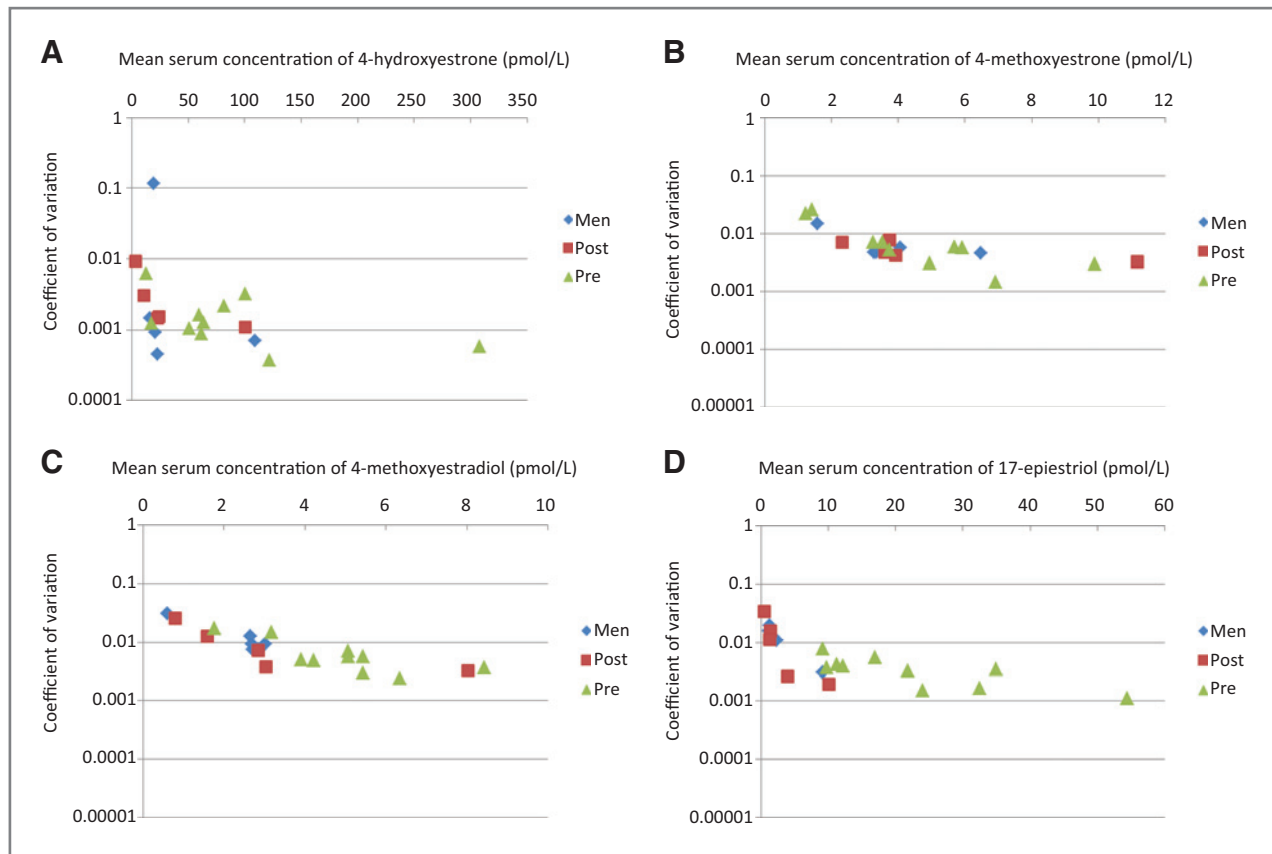 A
Mean serum concentration of 4-hydroxyestrone (pmol/L)
0 50 100 150 200 250 300 350
1
0.1
0.01
0.001
0.0001
Coefficient of variation
Men
Post
Pre
B
Mean serum concentration of 4-methoxyestrone (pmol/L)
0 2 4 6 8 10 12
1
0.1
0.01
0.001
0.0001
0.00001
Coefficient of variation
Men
Post
Pre
C
Mean serum concentration of 4-methoxyestradiol (pmol/L)
0 2 4 6 8 10
1
0.1
0.01
0.001
0.0001
0.00001
Coefficient of variation
Men
Post
Pre
D
Mean serum concentration of 17-epiestriol (pmol/L)
0 10 20 30 40 50 60
1
0.1
0.01
0.001
0.0001
0.00001
Coefficient of variation
Men
Post
Pre